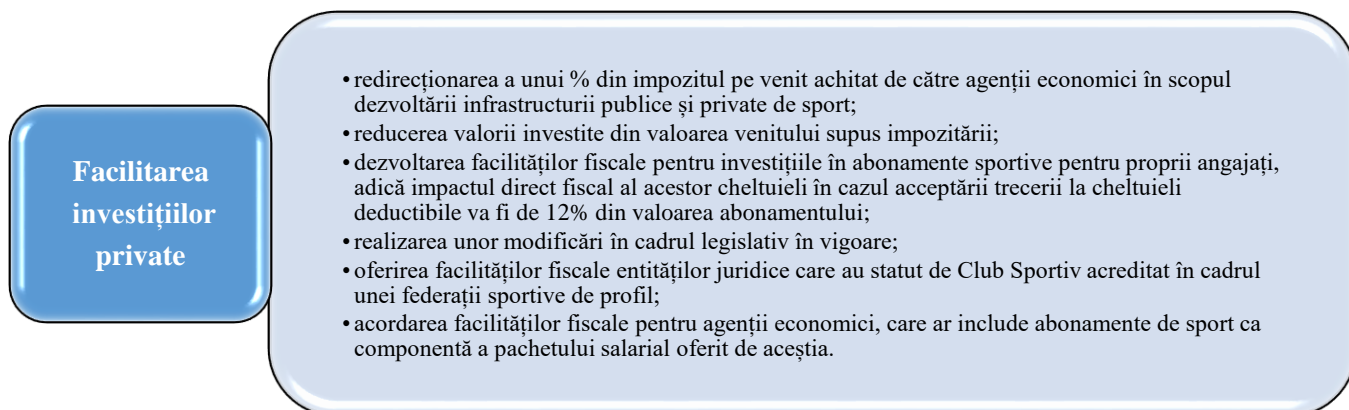 Facilitarea
investițiilor
private
• redirecționarea a unui % din impozitul pe venit achitat de către agenții economici în scopul
dezvoltării infrastructurii publice și private de sport;
• reducerea valorii investite din valoarea venitului supus impozitării;
• dezvoltarea facilităților fiscale pentru investițiile în abonamente sportive pentru proprii angajați,
adică impactul direct fiscal al acestor cheltuieli în cazul acceptării trecerii la cheltuieli
deductibile va fi de 12% din valoarea abonamentului;
• realizarea unor modificări în cadrul legislativ în vigoare;
• oferirea facilităților fiscale entităților juridice care au statut de Club Sportiv acreditat în cadrul
unei federații sportive de profil;
• acordarea facilităților fiscale pentru agenții economici, care ar include abonamente de sport ca
componentă a pachetului salarial oferit de aceștia.